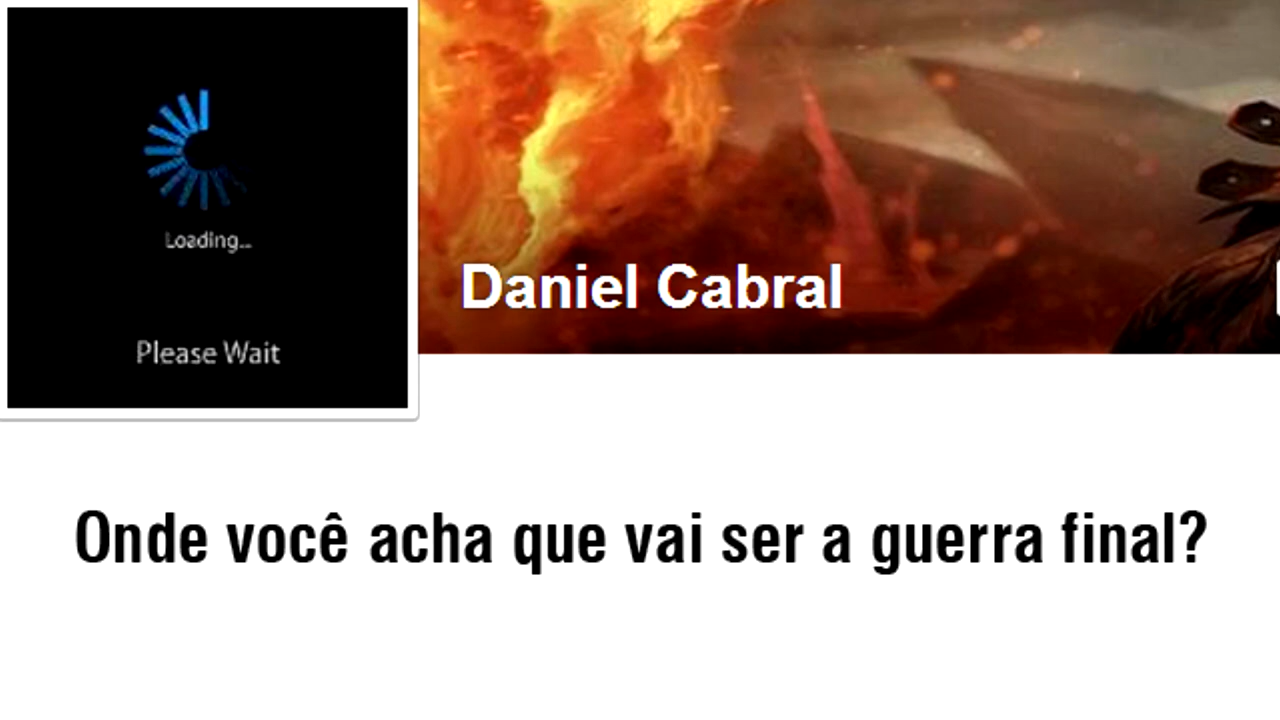 Loading...
Please Wait
Daniel Cabral
Onde você acha que vai ser a guerra final?